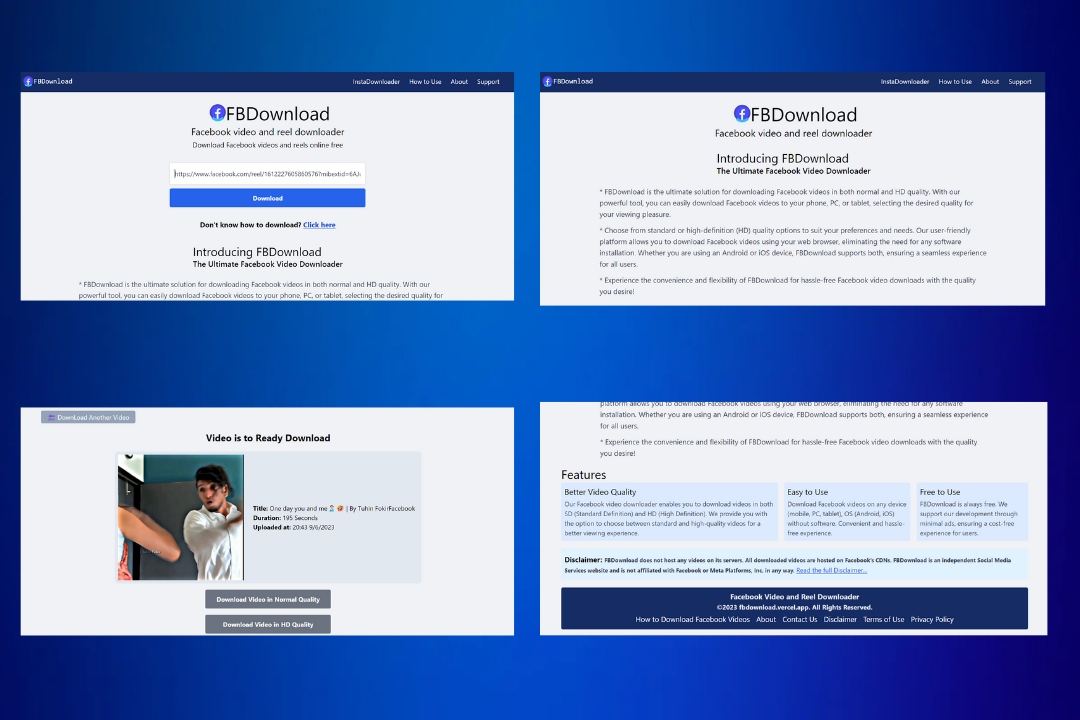 FBDownload
InstaDownloader How to Use About Support
FBDownload
Facebook video and reel downloader
Download Facebook videos and reels online free
https://www.facebook.com/reel/1612227605860576?mibextid=6AJ
Download
Don't know how to download? Click here
Introducing FBDownload
The Ultimate Facebook Video Downloader
* FBDownload is the ultimate solution for downloading Facebook videos in both normal and HD quality. With our
powerful tool, you can easily download Facebook videos to your phone, PC, or tablet, selecting the desired quality for
FBDownload
InstaDownloader How to Use About Support
FBDownload
Facebook video and reel downloader
Introducing FBDownload
The Ultimate Facebook Video Downloader
* FBDownload is the ultimate solution for downloading Facebook videos in both normal and HD quality. With our
powerful tool, you can easily download Facebook videos to your phone, PC, or tablet, selecting the desired quality for
your viewing pleasure.
* Choose from standard or high-definition (HD) quality options to suit your preferences and needs. Our user-friendly
platform allows you to download Facebook videos using your web browser, eliminating the need for any software
installation. Whether you are using an Android or iOS device, FBDownload supports both, ensuring a seamless experience
for all users.
* Experience the convenience and flexibility of FBDownload for hassle-free Facebook video downloads with the quality
you desire!
🔙 DownLoad Another Video
Video is to Ready Download
Title: One day you and me 🤣 | By Tuhin FokirFacebook
Duration: 195 Seconds
Uploaded at: 20:43 9/6/2023
Download Video in Normal Quality
Download Video in HD Quality
platform allows you to download Facebook videos using your web browser, eliminating the need for any software
installation. Whether you are using an Android or iOS device, FBDownload supports both, ensuring a seamless experience
for all users.
* Experience the convenience and flexibility of FBDownload for hassle-free Facebook video downloads with the quality
you desire!
Features
Better Video Quality
Our Facebook video downloader enables you to download videos in both
SD (Standard Definition) and HD (High Definition). We provide you with
the option to choose between standard and high-quality videos for a
better viewing experience.
Easy to Use
Download Facebook videos on any device
(mobile, PC, tablet), OS (Android, iOS)
without software. Convenient and hassle-
free experience.
Free to Use
FBDownload is always free. We
support our development through
minimal ads, ensuring a cost-free
experience for users.
Disclaimer: FBDownload does not host any videos on its servers. All downloaded videos are hosted on Facebook's CDNs. FBDownload is an independent Social Media
Services website and is not affiliated with Facebook or Meta Platforms, Inc. in any way. Read the full Disclaimer...
Facebook Video and Reel Downloader
©2023 fbdownload.vercel.app. All Rights Reserved.
How to Download Facebook Videos About Contact Us Disclaimer Terms of Use Privacy Policy